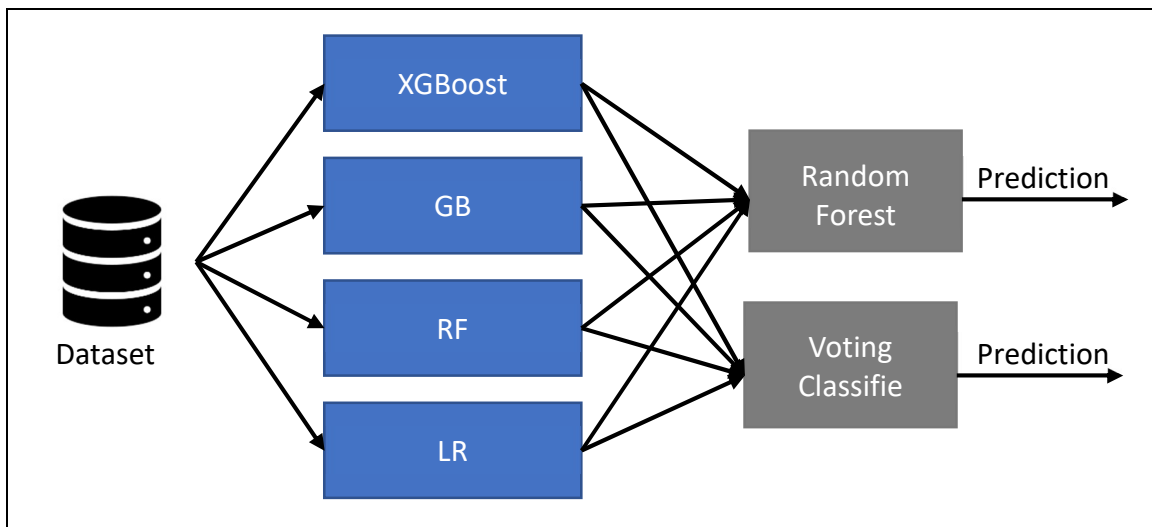 XGBoost
GB
RF
LR
Dataset
Random
Forest
Prediction
Voting
Classifie
Prediction